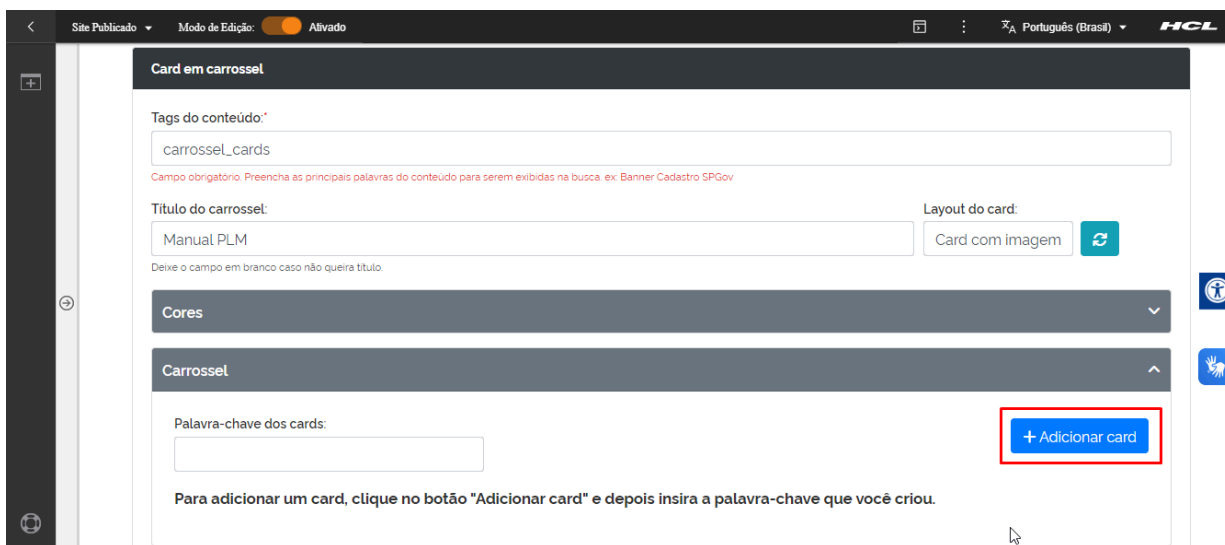 Site Publicado
Modo de Edição:
Ativado
Português (Brasil)
HCL
Card em carrossel
Tags do conteúdo:*
carrossel_cards
Campo obrigatório. Preencha as principais palavras do conteúdo para serem exibidas na busca. ex: Banner Cadastro SPGov
Título do carrossel:
Layout do card:
Manual PLM
Card com imagem
Deixe o campo em branco caso não queira título.
Cores
Carrossel
Palavra-chave dos cards:
+ Adicionar card
Para adicionar um card, clique no botão "Adicionar card" e depois insira a palavra-chave que você criou.